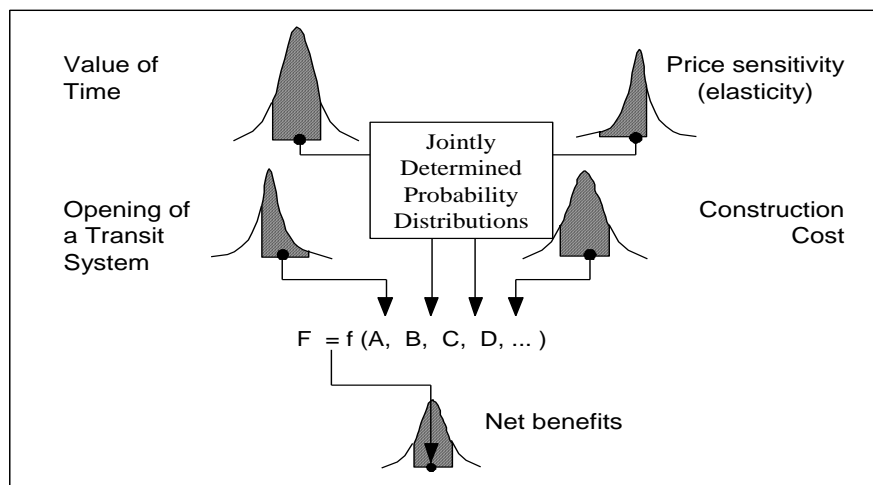 Value of
Time
Price sensitivity
(elasticity)
Jointly
Determined
Probability
Distributions
Opening of
a Transit
System
Construction
Cost
F = f (A, B, C, D, ... )
Net benefits